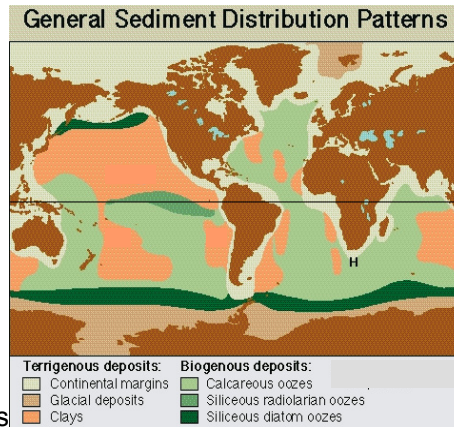 General Sediment Distribution Patterns
H
Terrigenous deposits: Biogenous deposits:
Continental margins Calcareous oozes
Glacial deposits Siliceous radiolarian oozes
Clays Siliceous diatom oozes
s